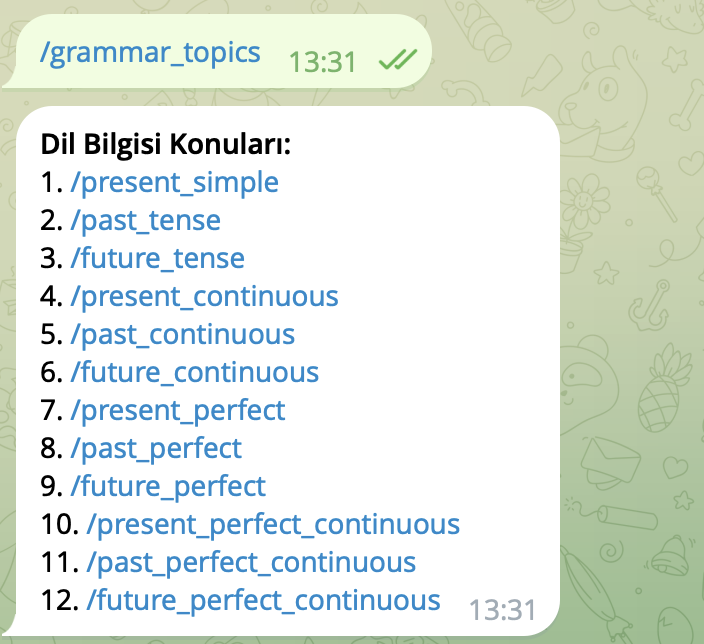 /grammar_topics 13:31
Dil Bilgisi Konuları:
1. /present_simple
2. /past_tense
3. /future_tense
4. /present_continuous
5. /past_continuous
6. /future_continuous
7. /present_perfect
8. /past_perfect
9. /future_perfect
10. /present_perfect_continuous
11. /past_perfect_continuous
12. /future_perfect_continuous 13:31